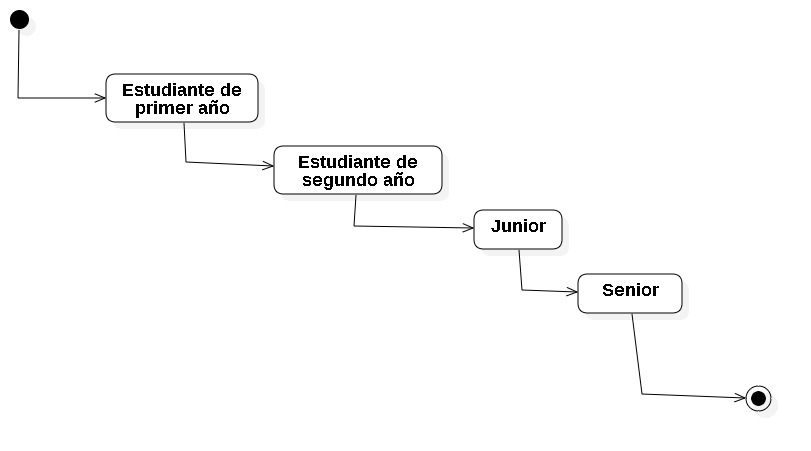 Estudiante de
primer año
Estudiante de
segundo año
Junior
Senior